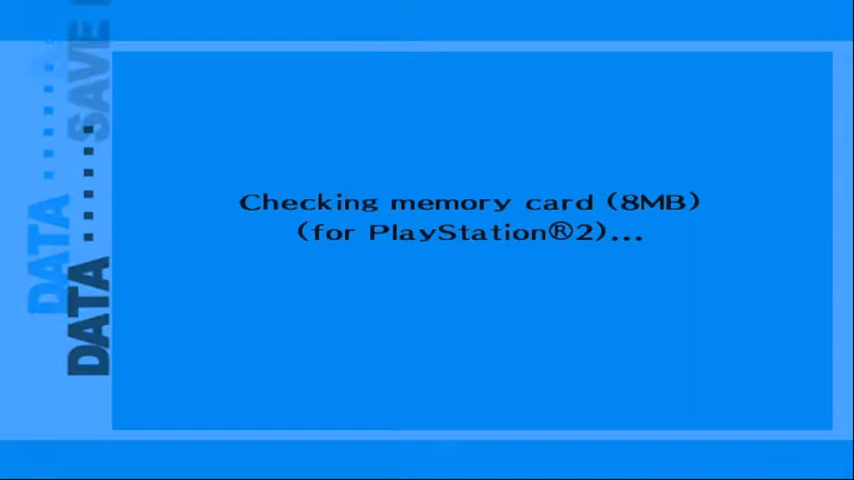 Checking memory card (8MB)
(for PlayStation®2)...
DATA ......
DATA ......
SAVE